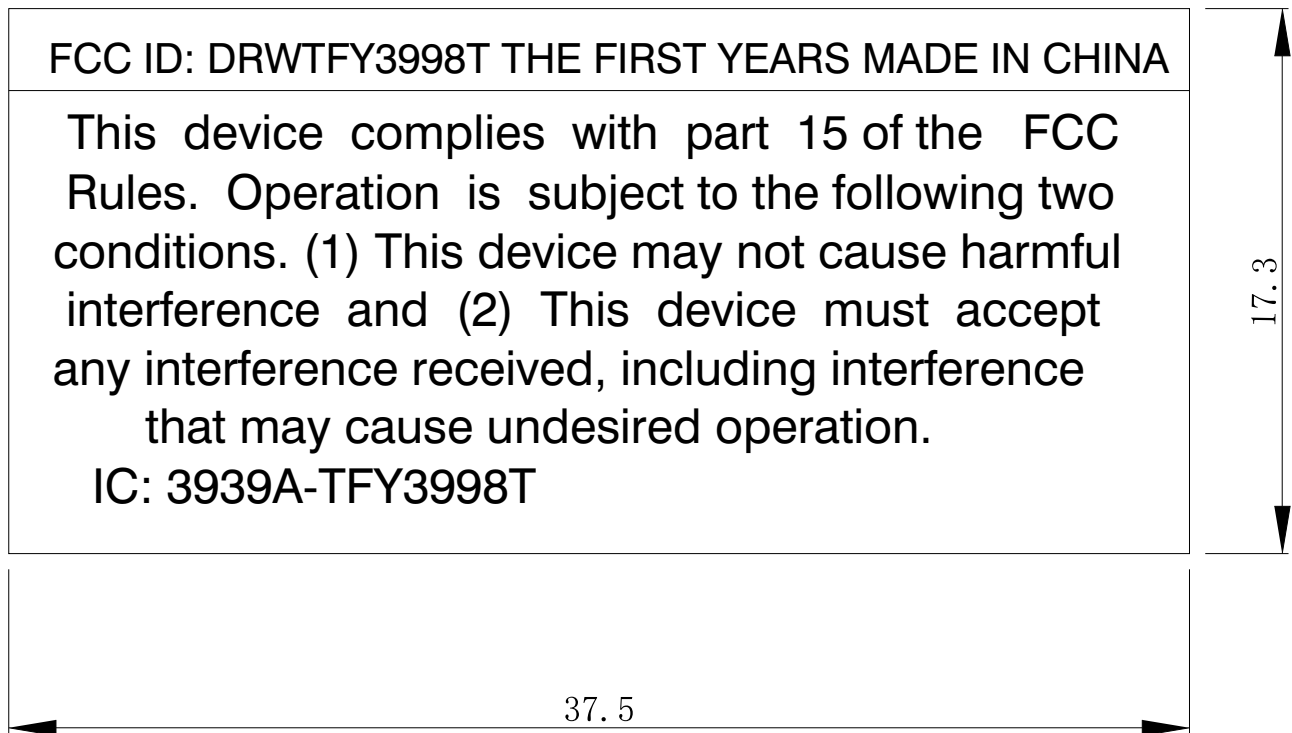 FCC ID: DRWTFY3998T THE FIRST YEARS MADE IN CHINA
This device complies with part 15 of the FCC
Rules. Operation is subject to the following two
conditions. (1) This device may not cause harmful
interference and (2) This device must accept
any interference received, including interference
that may cause undesired operation.
IC: 3939A-TFY3998T
17.3
37.5